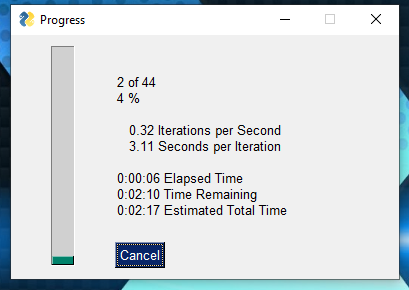 Progress
2 of 44
4 %
0.32 Iterations per Second
3.11 Seconds per Iteration
0:00:06 Elapsed Time
0:02:10 Time Remaining
0:02:17 Estimated Total Time
Cancel